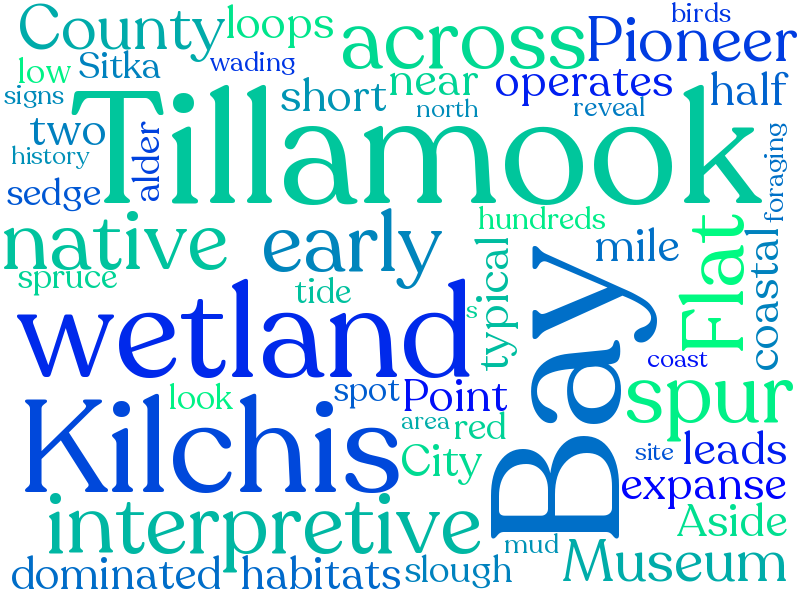 County
loops
across
Pioneer
birds
low
Sitka
wading
near
operates
half
signs
short
north
reveal
two
Tillamook
history
alder
sedge
foraging
native
early
hundreds
mile
Flat
coastal
spruce
tide
typical
s
Bay
wetland
coast
look
spot
Point
spur
Kilchis
area
red
City
site
leads
expanse
interpretive
Aside
mud
Museum
dominated
habitats
slough